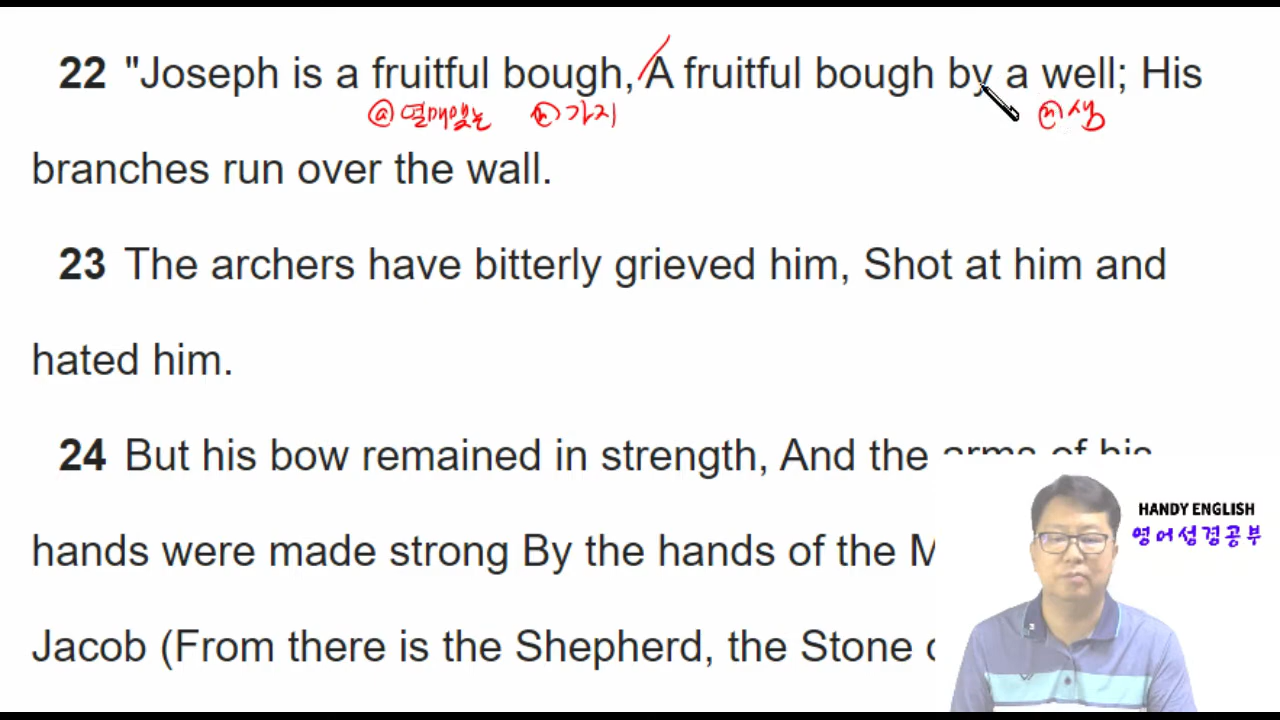 22 "Joseph is a fruitful bough, A fruitful bough by a well; His
ⓐ 열매맺는 ⓝ 가지 ⓝ 샘
branches run over the wall.
23 The archers have bitterly grieved him, Shot at him and
hated him.
24 But his bow remained in strength, And the arms of his
HANDY ENGLISH
영어성경공부
hands were made strong By the hands of the M
Jacob (From there is the Shepherd, the Stone